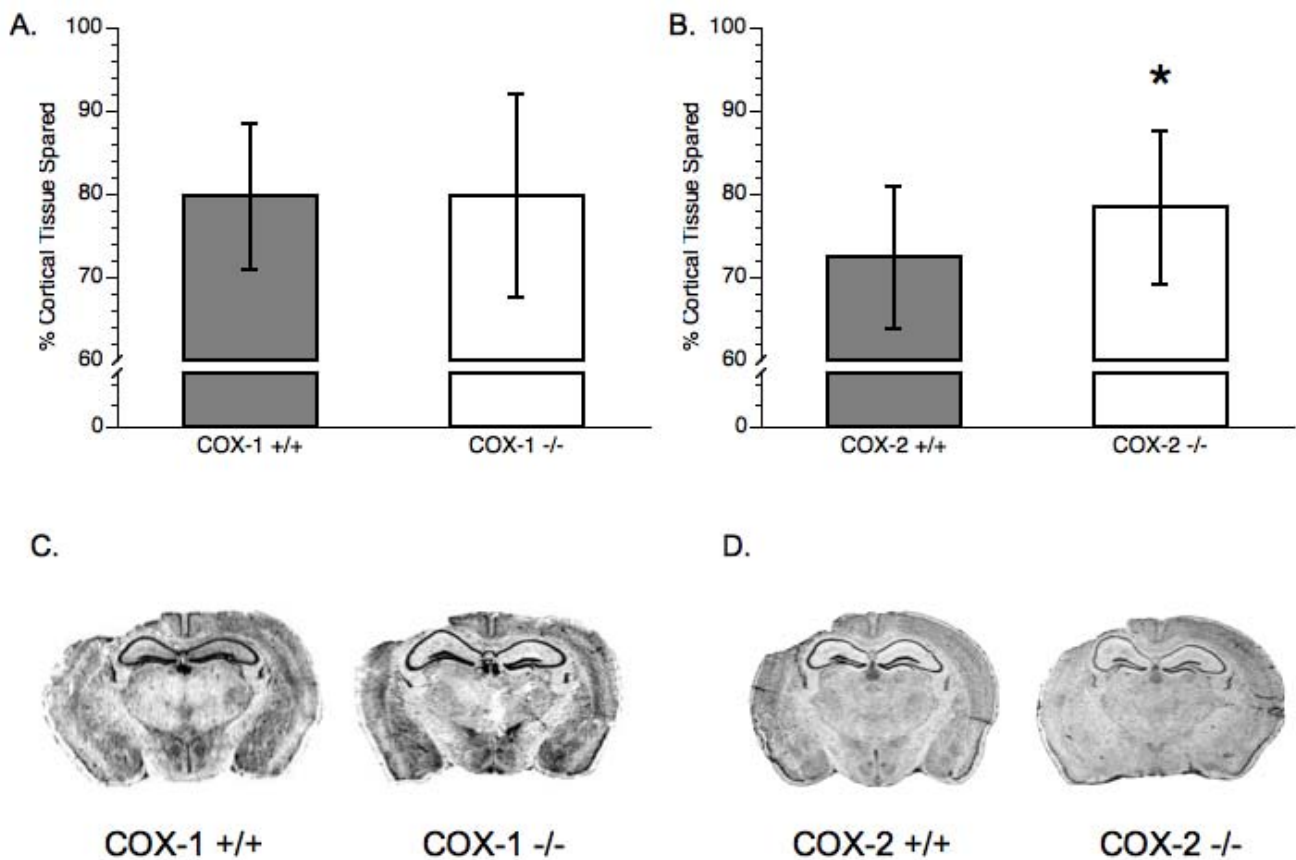 A.
% Cortical Tissue Spared
100
90
80
70
60
0
COX-1 +/+ COX-1 -/-
B.
% Cortical Tissue Spared
100
90
80
70
60
0
*
COX-2 +/+ COX-2 -/-
C.
COX-1 +/+ COX-1 -/-
D.
COX-2 +/+ COX-2 -/-